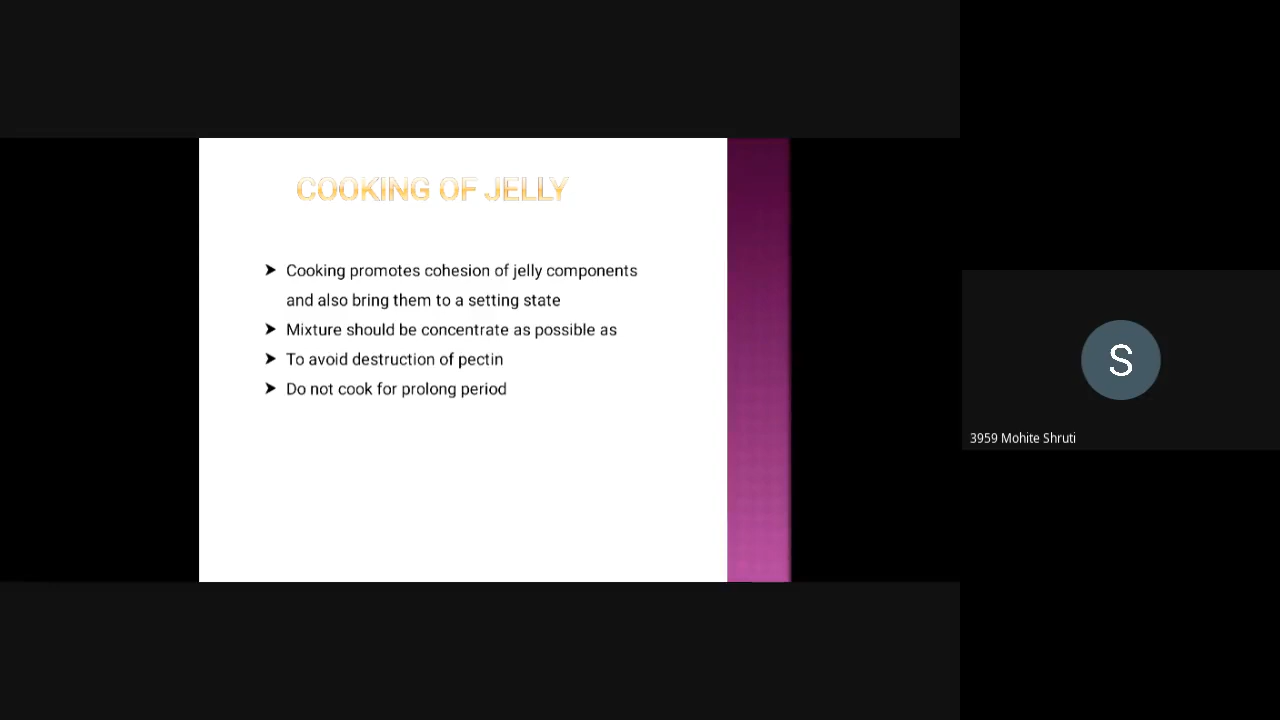 COOKING OF JELLY
➤ Cooking promotes cohesion of jelly components
and also bring them to a setting state
➤ Mixture should be concentrate as possible as
➤ To avoid destruction of pectin
➤ Do not cook for prolong period
S
3959 Mohite Shruti